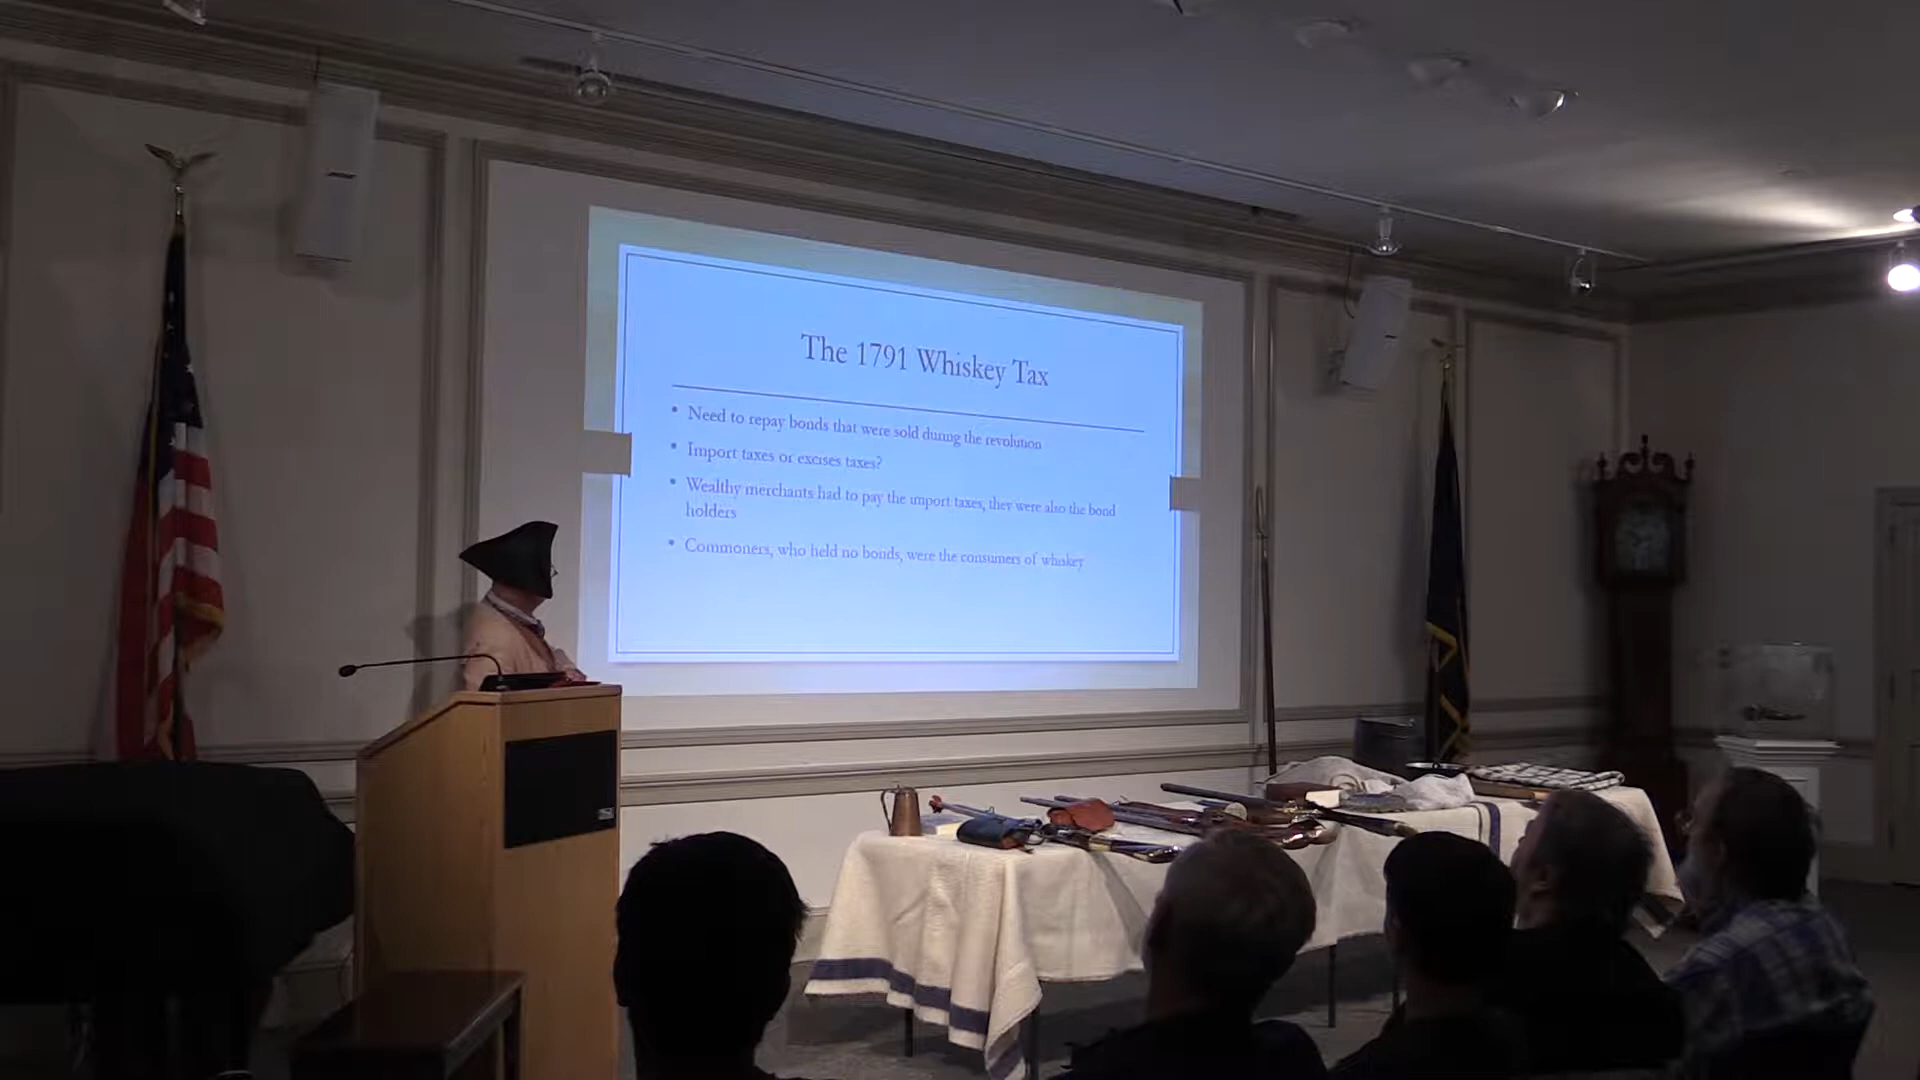 The 1791 Whiskey Tax
• Need to repay bonds that were sold during the revolution
• Import taxes or excises taxes?
• Wealthy merchants had to pay the import taxes, they were also the bond
holders
• Commoners, who held no bonds, were the consumers of whiskey